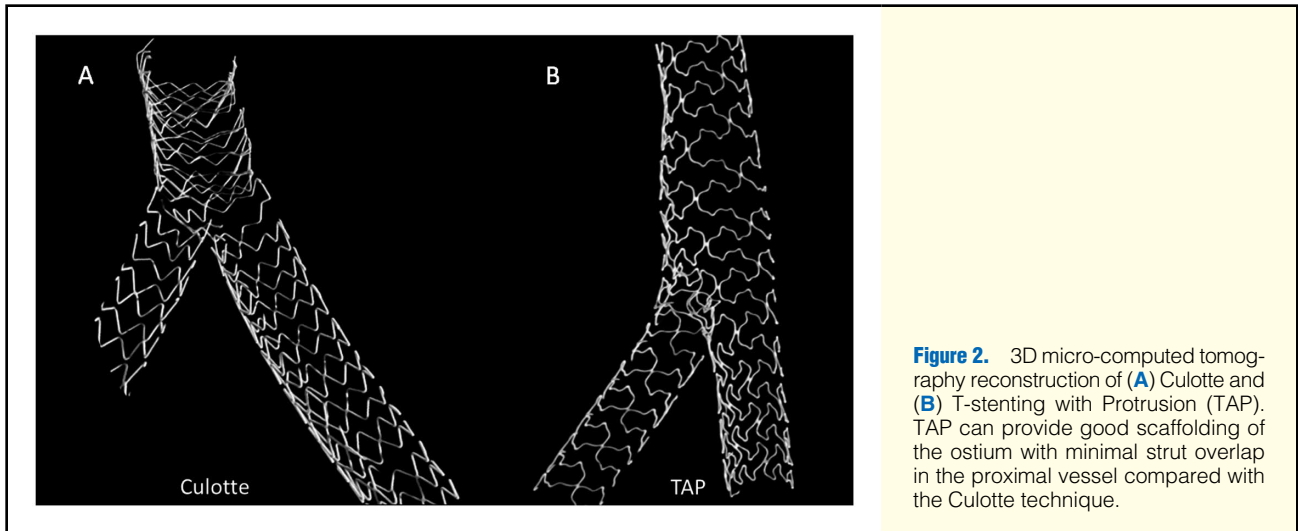 A
B
Culotte
TAP
Figure 2. 3D micro-computed tomog-
raphy reconstruction of (A) Culotte and
(B) T-stenting with Protrusion (TAP).
TAP can provide good scaffolding of
the ostium with minimal strut overlap
in the proximal vessel compared with
the Culotte technique.